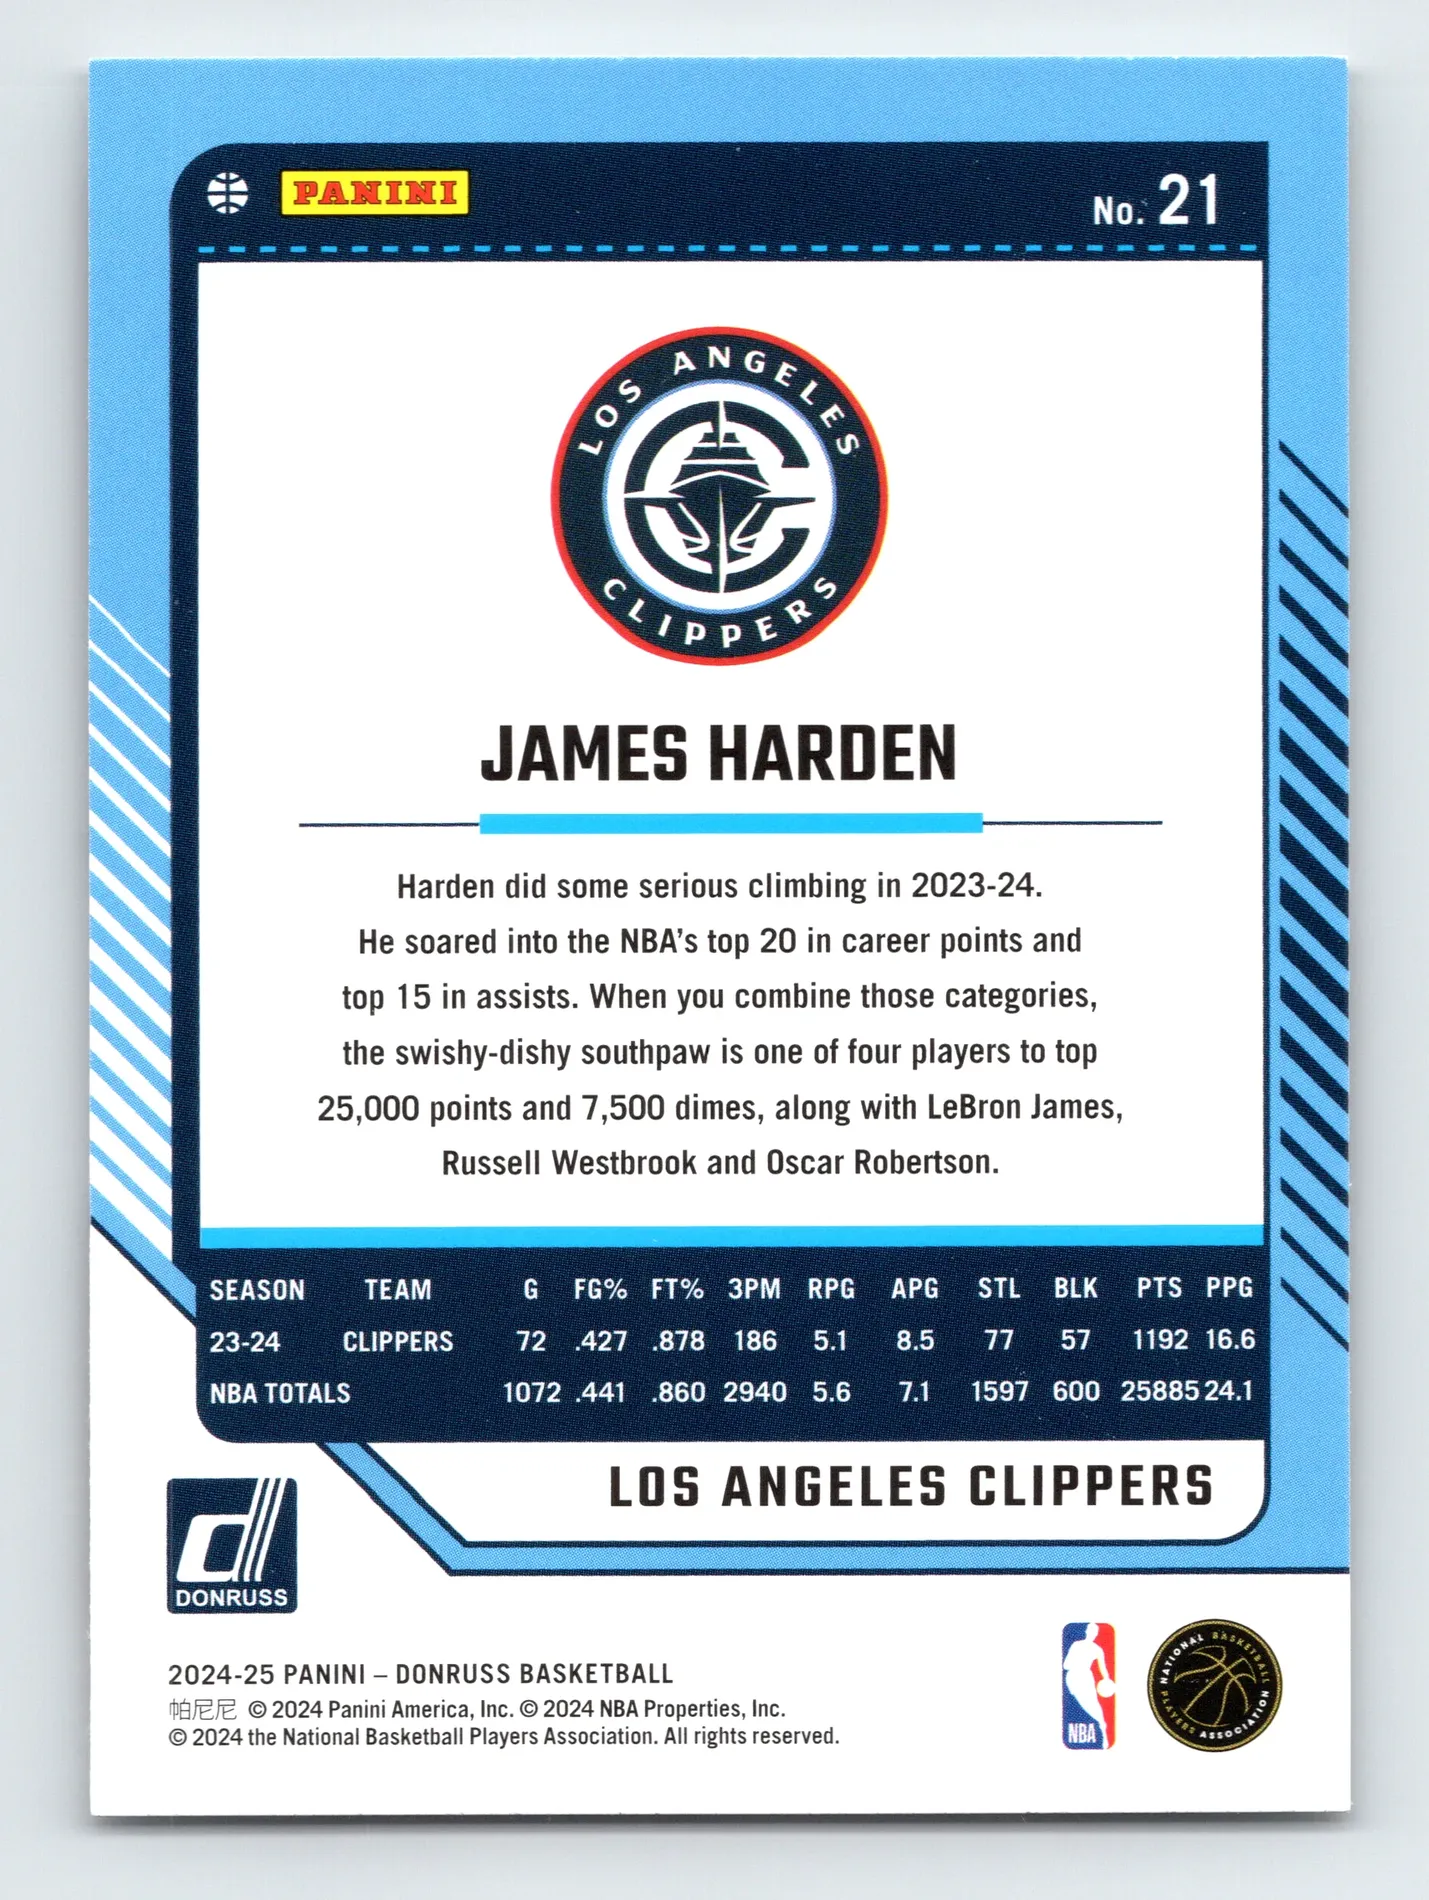 PANINI
No. 21
LOS ANGELES
CLIPPERS
JAMES HARDEN
Harden did some serious climbing in 2023-24.
He soared into the NBA's top 20 in career points and
top 15 in assists. When you combine those categories,
the swishy-dishy southpaw is one of four players to top
25,000 points and 7,500 dimes, along with LeBron James,
Russell Westbrook and Oscar Robertson.
SEASON TEAM G FG% FT% 3PM RPG APG STL BLK PTS PPG
23-24 CLIPPERS 72 .427 .878 186 5.1 8.5 77 57 1192 16.6
NBA TOTALS 1072 .441 .860 2940 5.6 7.1 1597 600 25885 24.1
LOS ANGELES CLIPPERS
d
DONRUSS
2024-25 PANINI – DONRUSS BASKETBALL
帕尼尼 © 2024 Panini America, Inc. © 2024 NBA Properties, Inc.
© 2024 the National Basketball Players Association. All rights reserved.
NBA
NATIONAL BASKETBALL
PLAYERS ASSOCIATION